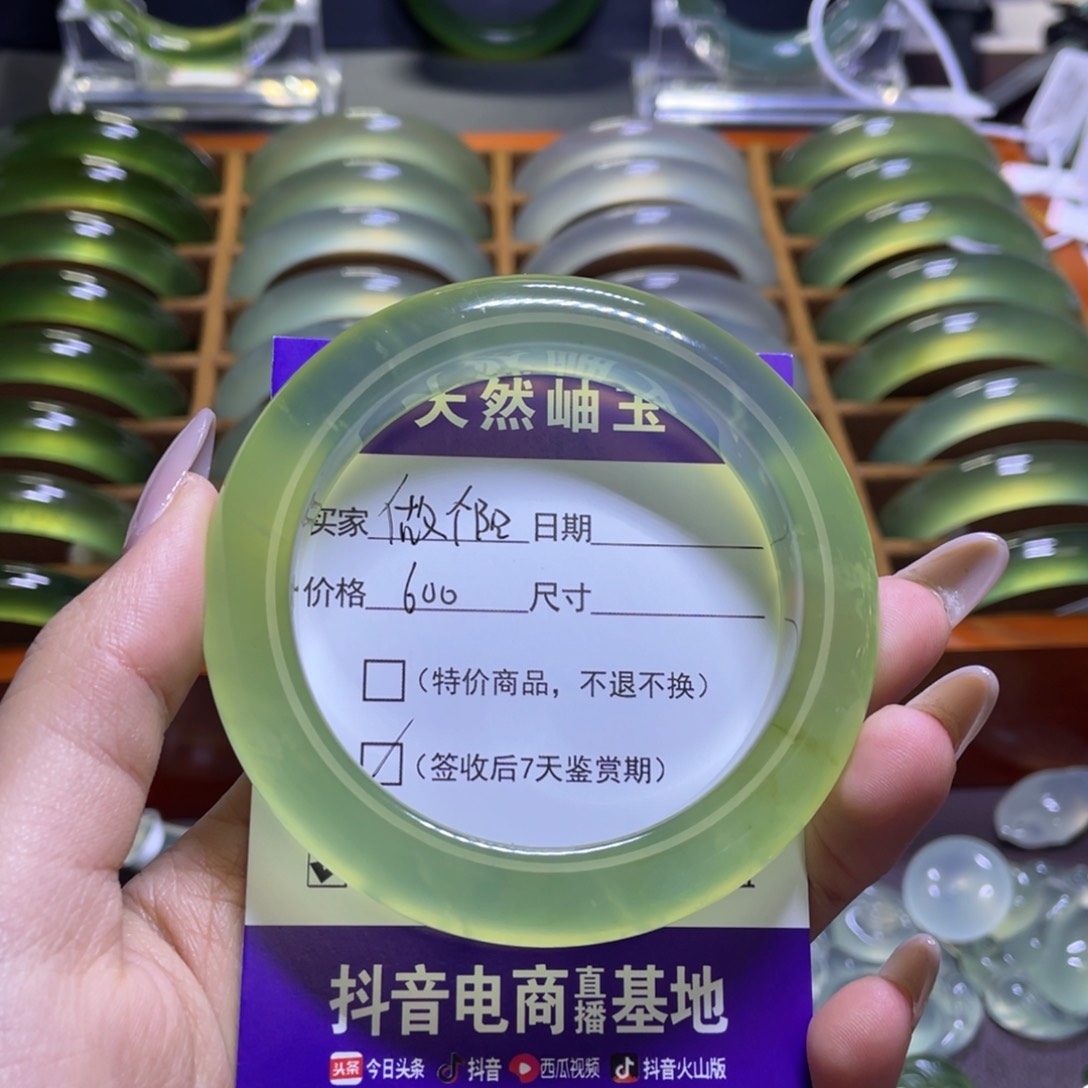 天然岫玉
买家 日期
价格 600 尺寸
□（特价商品，不退不换）
☑（签收后7天鉴赏期）
抖音电商直播基地
头条 今日头条 抖音 西瓜视频 抖音火山版